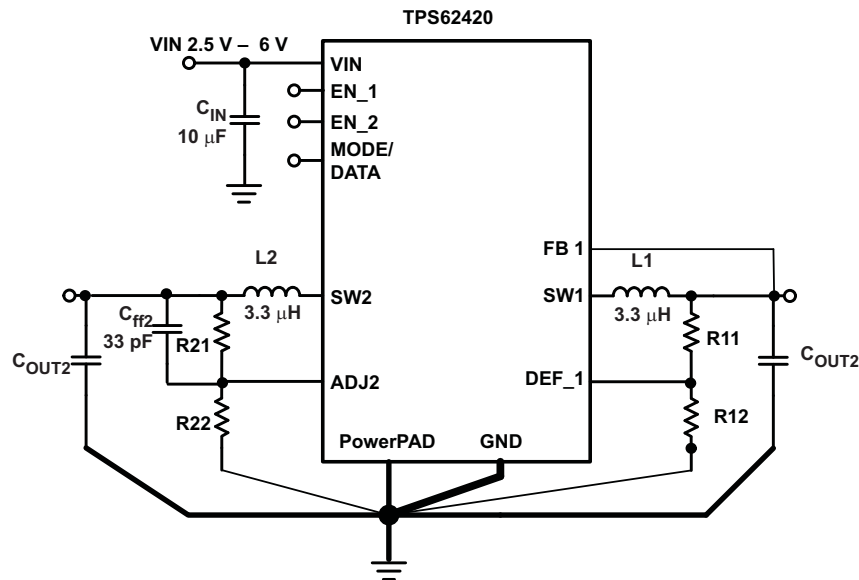 TPS62420
VIN 2.5 V – 6 V
VIN
EN_1
EN_2
MODE/
DATA
C_IN
10 μF
FB 1
L2
L1
SW2
SW1
3.3 μH
3.3 μH
C_ff2
33 pF
R21
R11
C_OUT2
C_OUT2
ADJ2
DEF_1
R22
R12
PowerPAD
GND